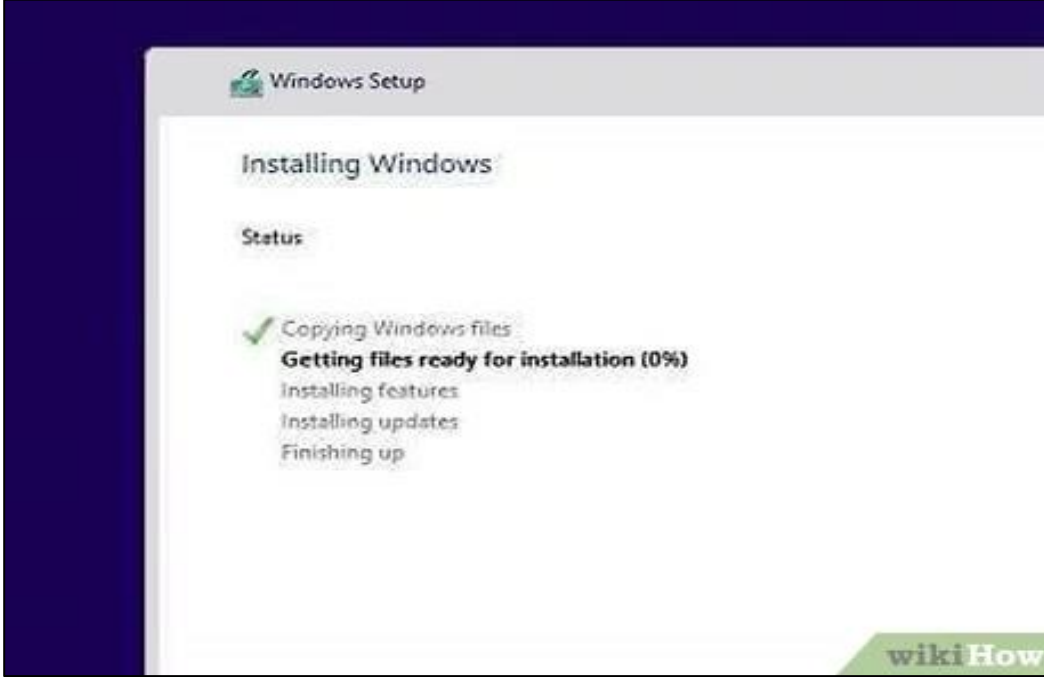 Windows Setup
Installing Windows
Status
Copying Windows files
Getting files ready for installation (0%)
Installing features
Installing updates
Finishing up
wikiHow